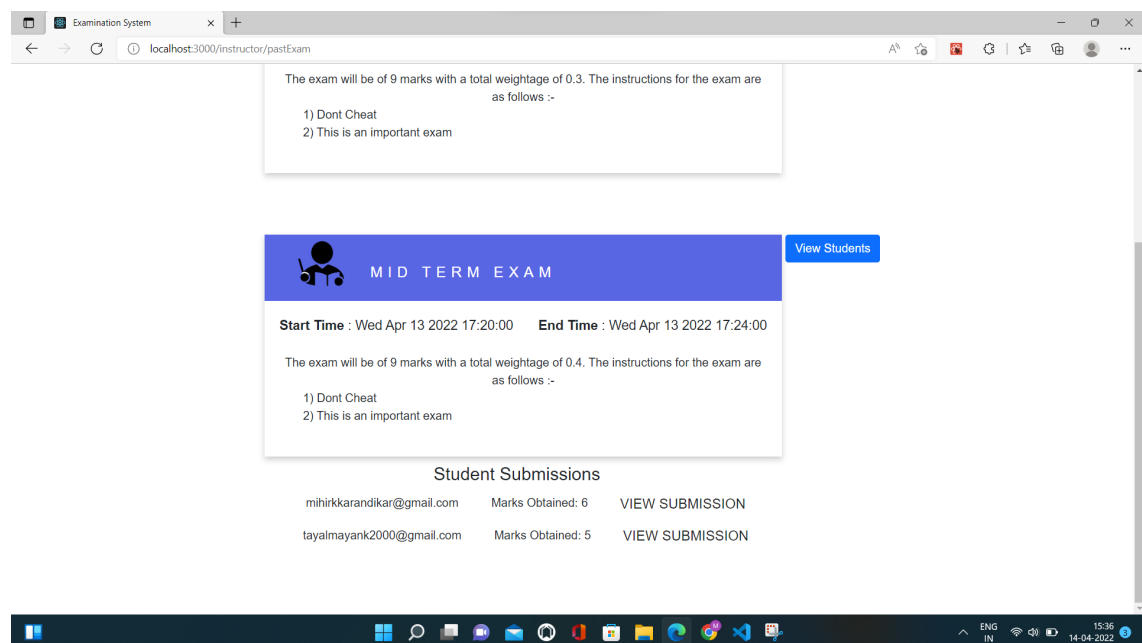 Examination System
localhost:3000/instructor/pastExam
The exam will be of 9 marks with a total weightage of 0.3. The instructions for the exam are
as follows :-
1) Dont Cheat
2) This is an important exam
View Students
MID TERM EXAM
Start Time : Wed Apr 13 2022 17:20:00 End Time : Wed Apr 13 2022 17:24:00
The exam will be of 9 marks with a total weightage of 0.4. The instructions for the exam are
as follows :-
1) Dont Cheat
2) This is an important exam
Student Submissions
mihirkkarandikar@gmail.com Marks Obtained: 6 VIEW SUBMISSION
tayalmayank2000@gmail.com Marks Obtained: 5 VIEW SUBMISSION
ENG 15:36
IN 14-04-2022 3